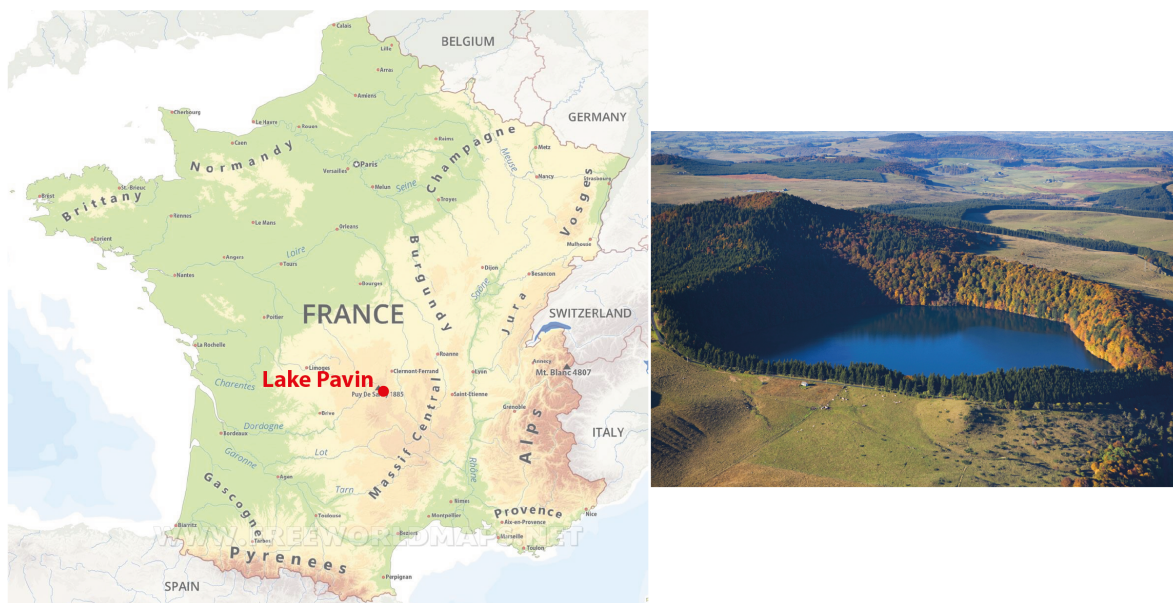 Calais
BELGIUM
Lille
Arras
Amiens
GERMANY
Cherbourg
Le Havre
Rouen
Caen
Reims
Metz
Normandy
Champagne
Meuse
Paris
Versailles
Nancy
Strasbourg
Melun
Seine
Troyes
Vosges
Brest
St. Brieuc
Brittany
Rennes
Le Mans
Orleans
Lorient
Mulhouse
Burgundy
Loire
Angers
Tours
Dijon
Besancon
Nantes
Bourges
Saône
Jura
FRANCE
SWITZERLAND
Poitier
La Rochelle
Roanne
Annecy
Limoges
Clermont-Ferrand
Lyon
Mt. Blanc 4807
Lake Pavin
Charentes
Puy De Sancy 1885
Saint-Etienne
Massif Central
Grenoble
Brive
Alps
ITALY
Dordogne
Bordeaux
Garonne
Lot
Rhône
Agen
Gascogne
Tarn
Nimes
Provence
Nice
Toulouse
Montpellier
Aix-en-Provence
Biarritz
WWW.FREEWORLDMAPS.NET
Tarbes
Beziers
Marseille
Toulon
Pyrenees
Perpignan
SPAIN